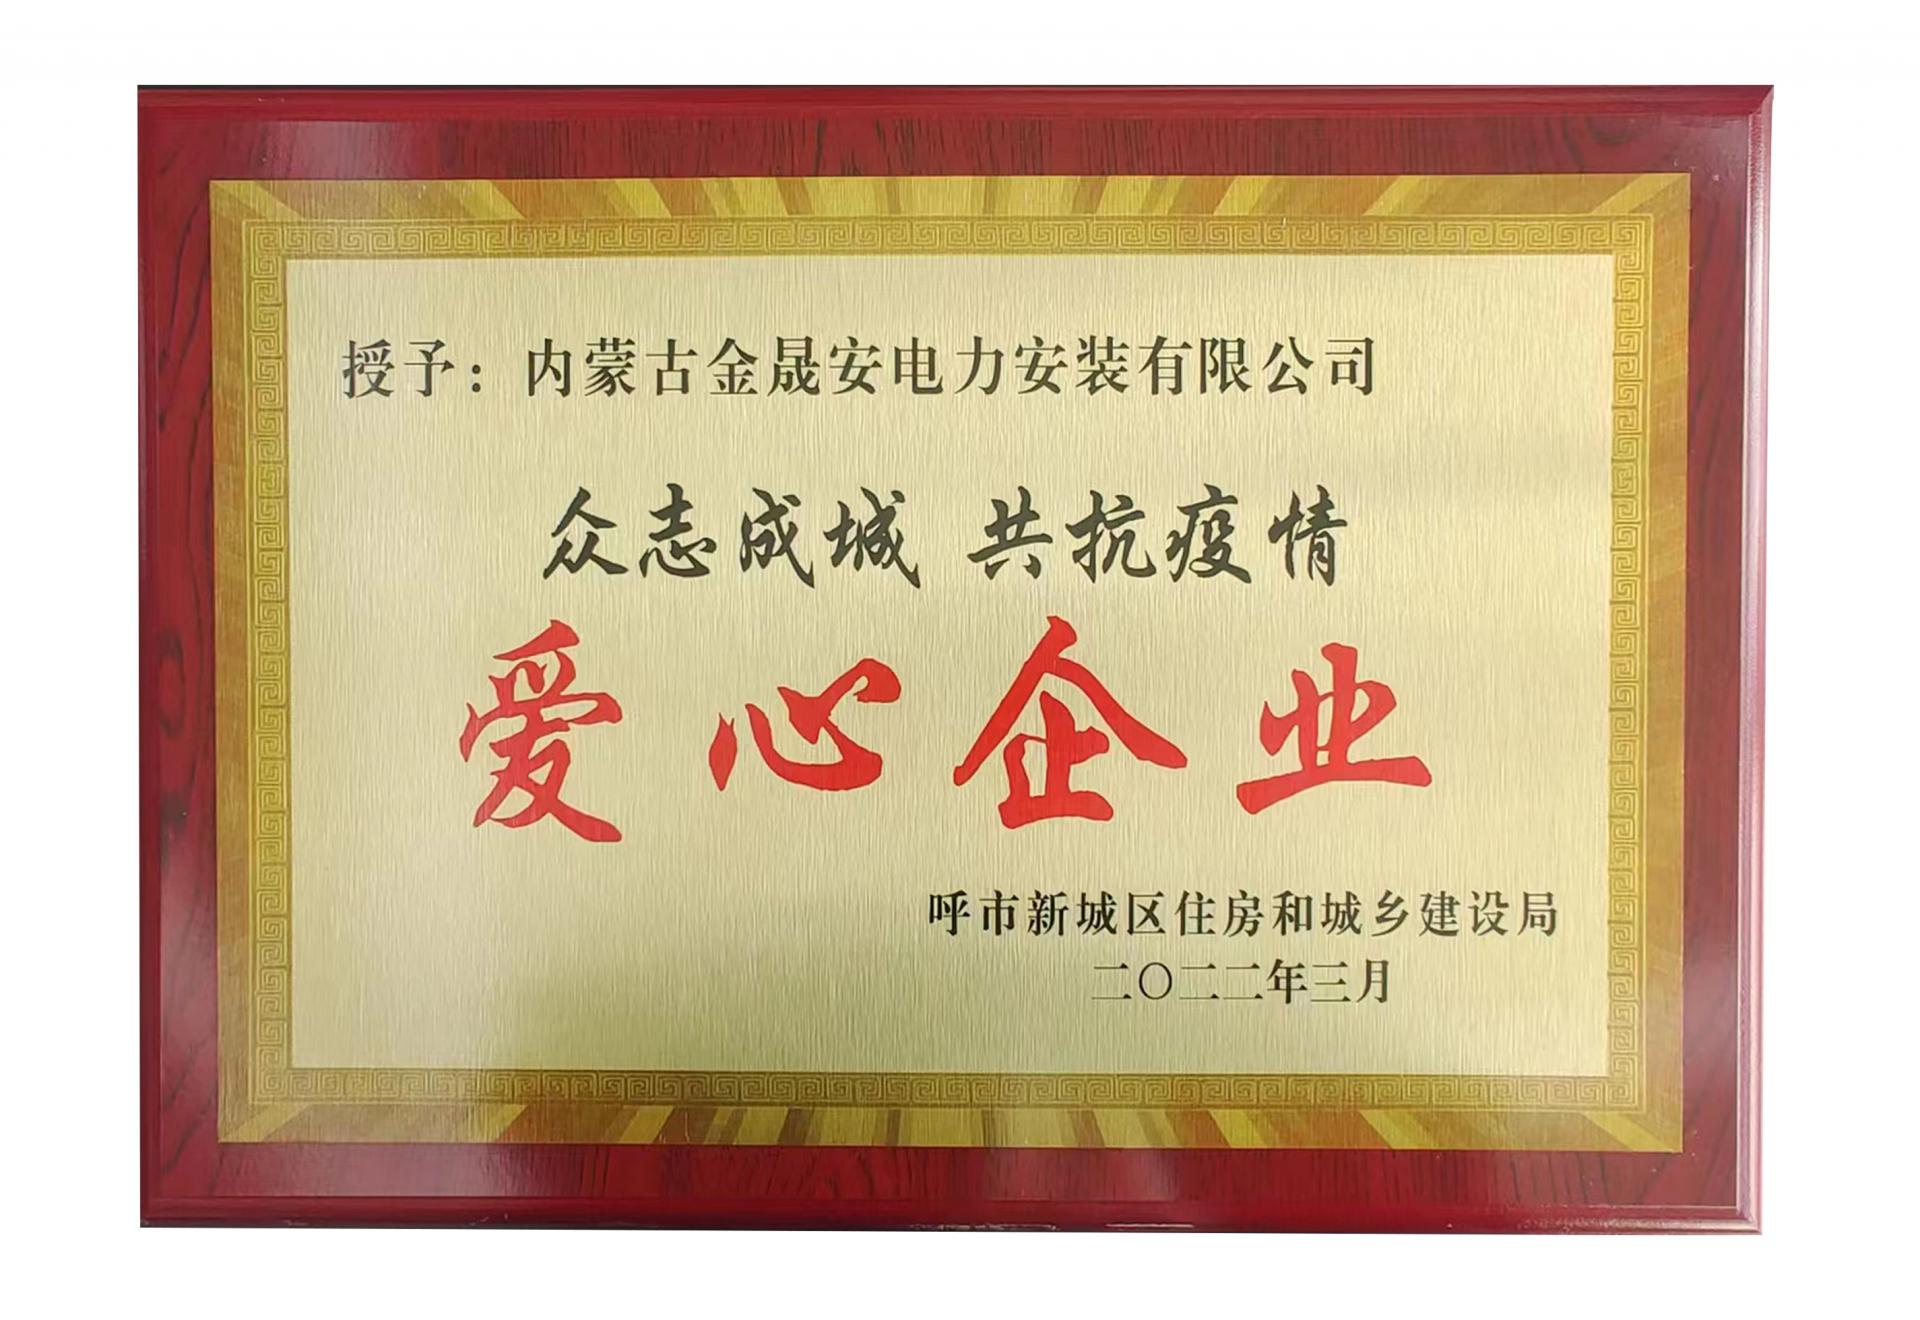 授予：内蒙古金晟安电力安装有限公司
众志成城 共抗疫情
爱心企业
呼市新城区住房和城乡建设局
二〇二二年三月